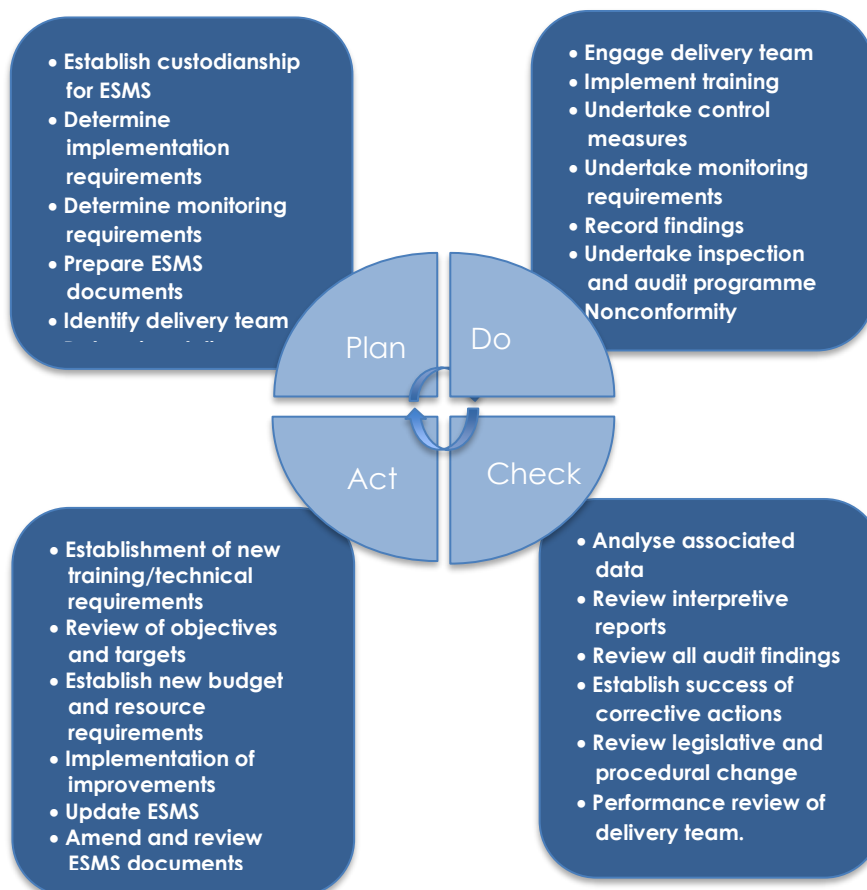 • Establish custodianship
for ESMS
• Determine
implementation
requirements
• Determine monitoring
requirements
• Prepare ESMS
documents
• Identify delivery team
• Engage delivery team
• Implement training
• Undertake control
measures
• Undertake monitoring
requirements
• Record findings
• Undertake inspection
and audit programme
Nonconformity
Plan
Do
Act
Check
• Establishment of new
training/technical
requirements
• Review of objectives
and targets
• Establish new budget
and resource
requirements
• Implementation of
improvements
• Update ESMS
• Amend and review
ESMS documents
• Analyse associated
data
• Review interpretive
reports
• Review all audit findings
• Establish success of
corrective actions
• Review legislative and
procedural change
• Performance review of
delivery team.